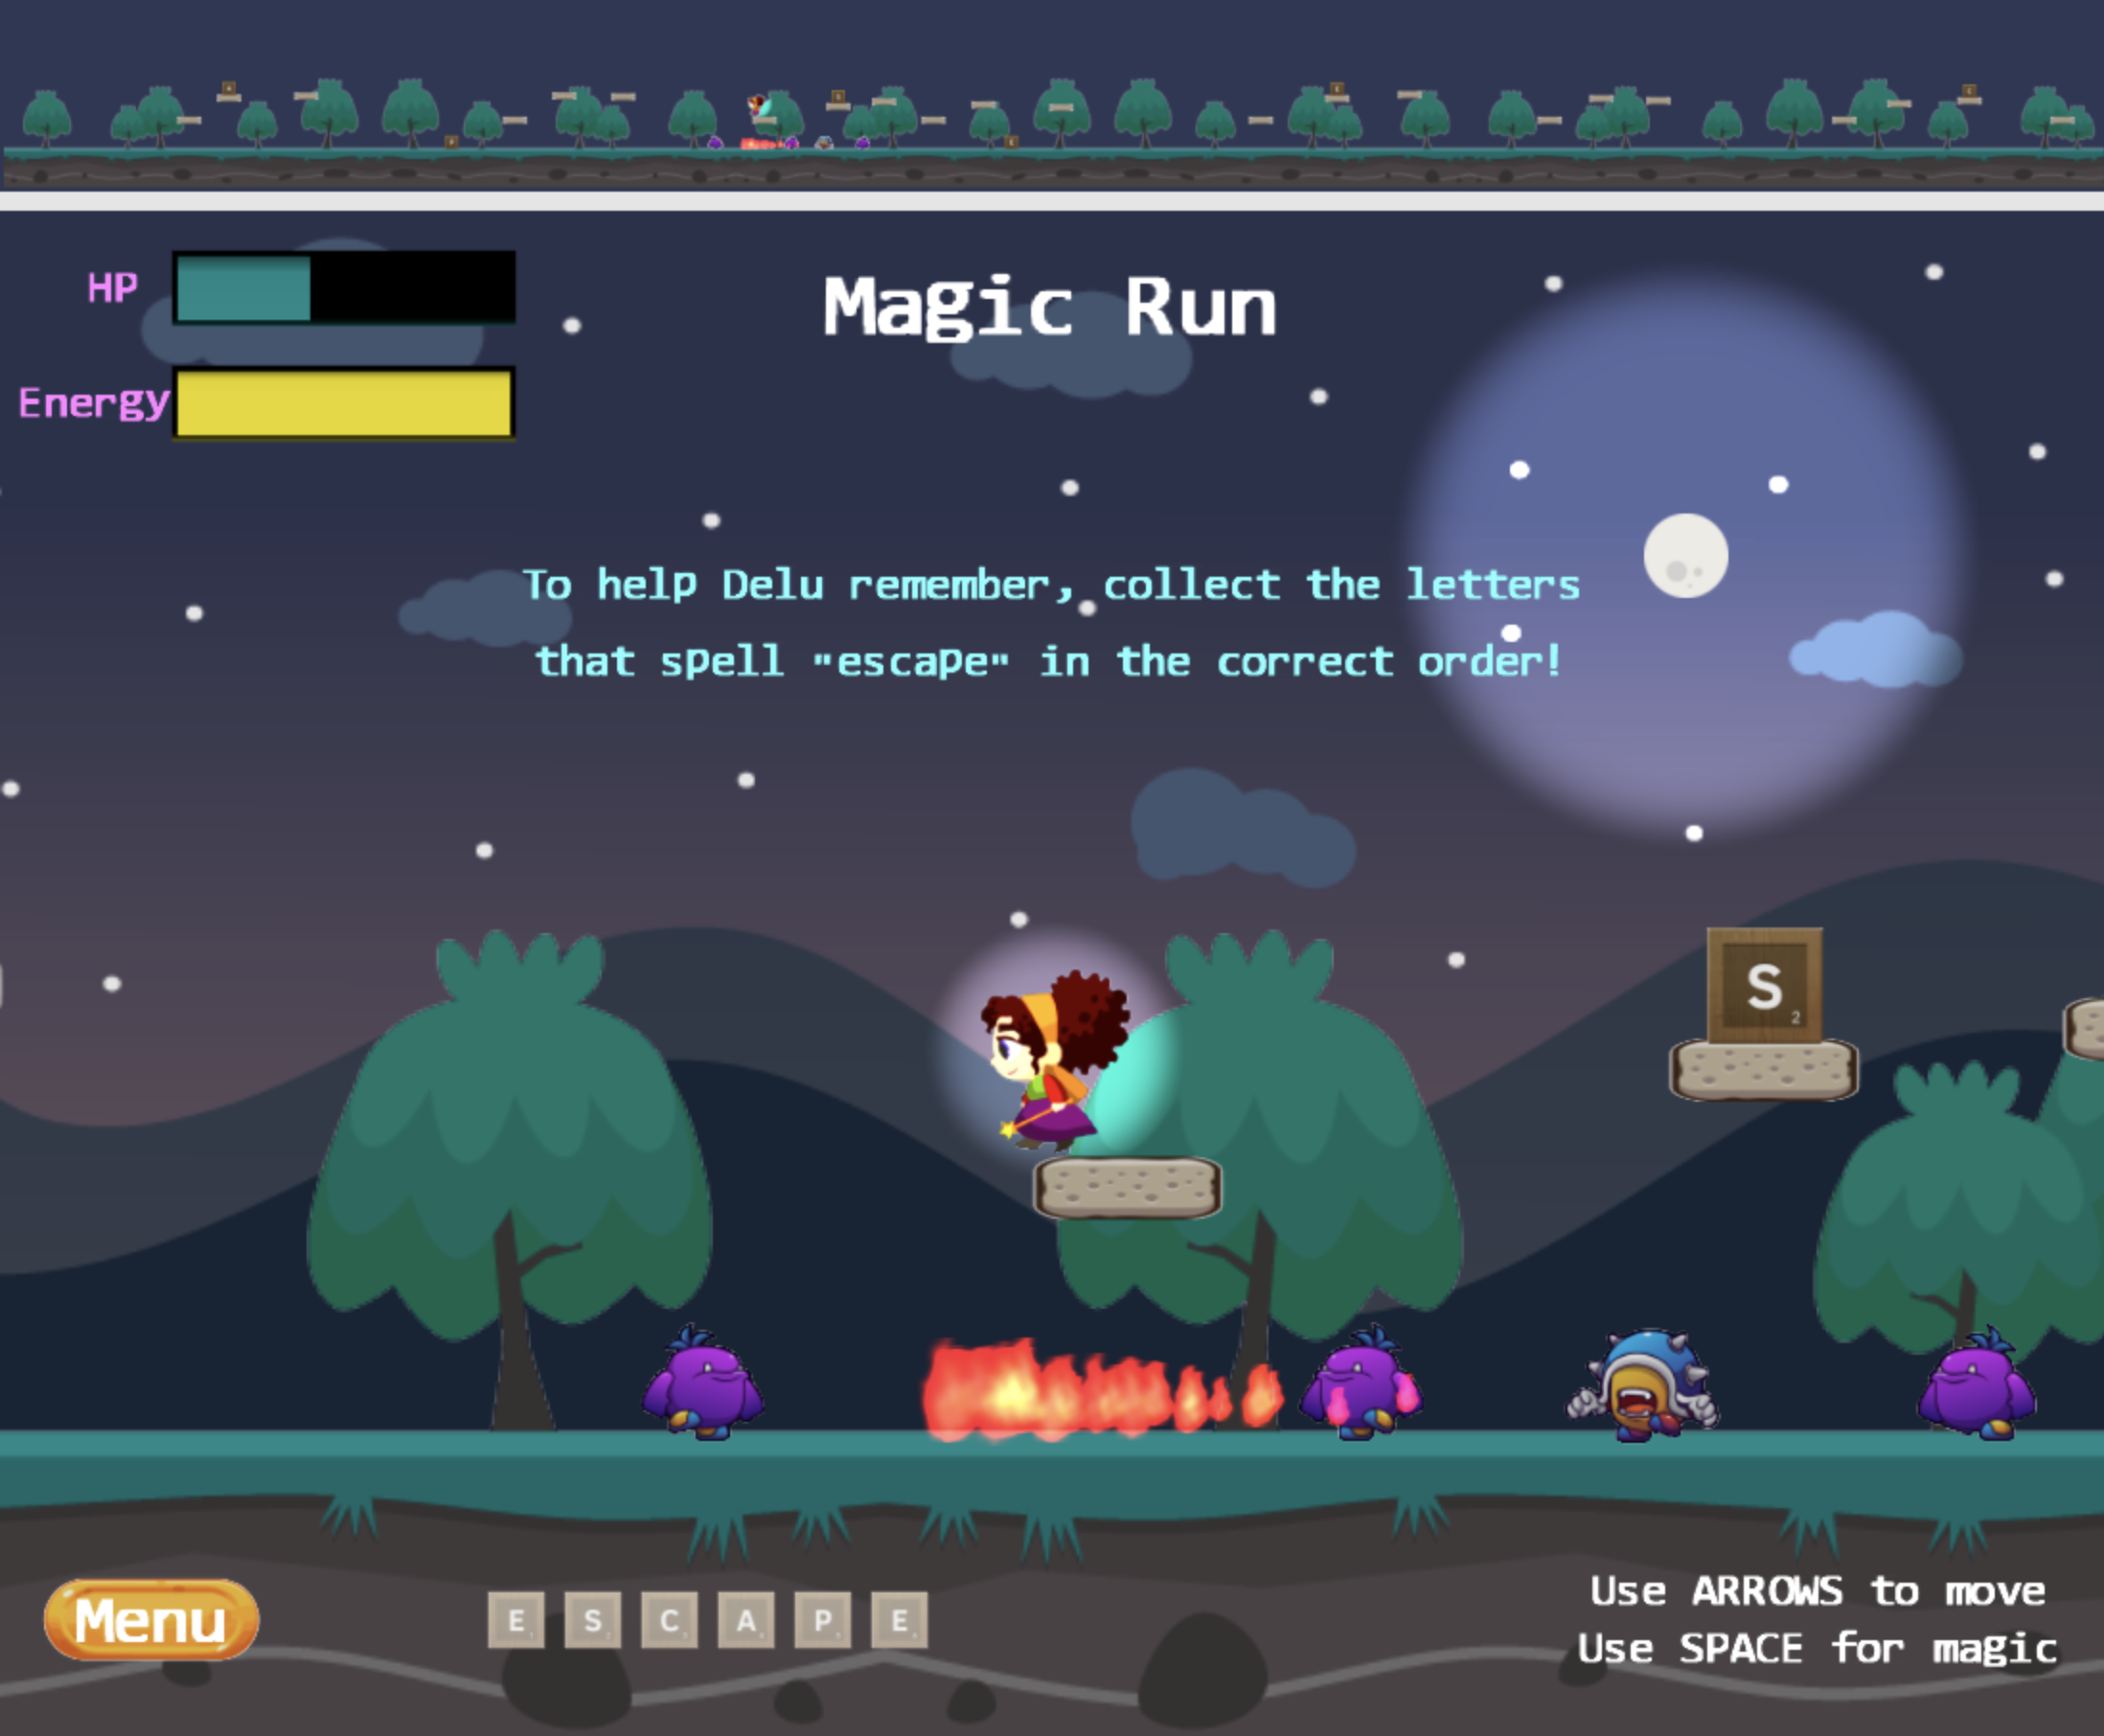 HP
Magic Run
Energy
To help Delu remember, collect the letters
that spell "escape" in the correct order!
S
2
Menu
E S C A P E
Use ARROWS to move
Use SPACE for magic